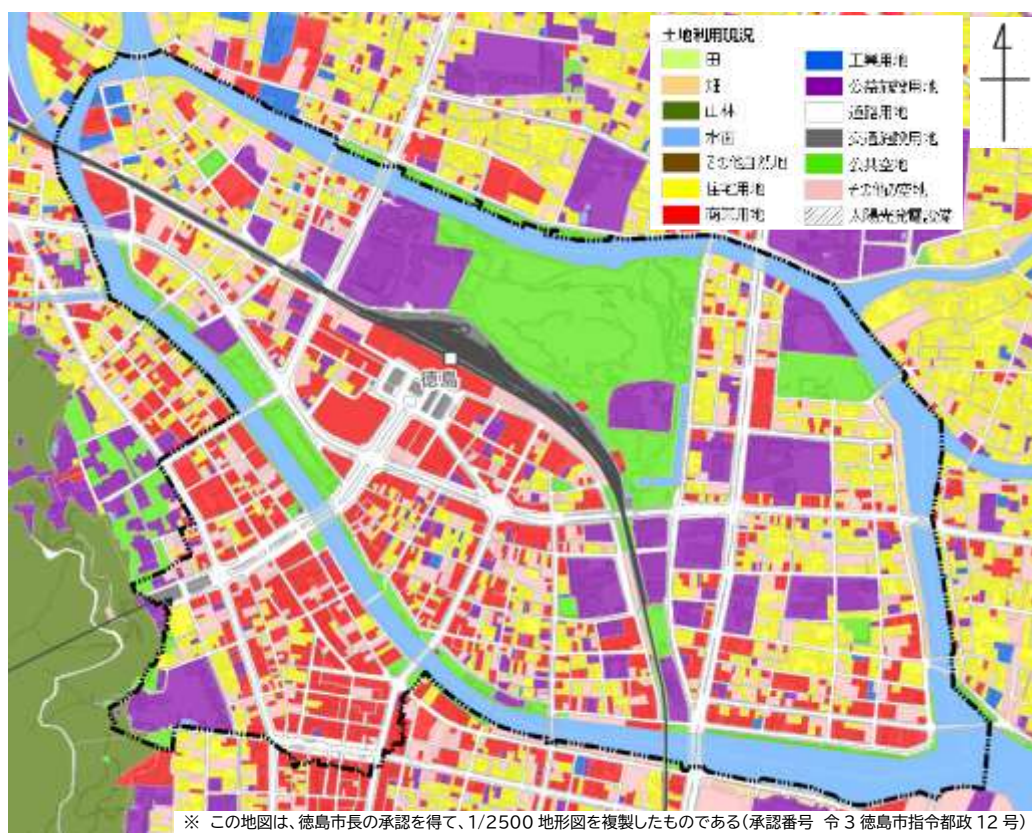 土地利用現況
田
工業用地
畑
公益施設用地
山林
道路用地
水面
交通施設用地
その他自然地
公共空地
住宅用地
その他の空地
商業用地
太陽光発電設備
徳島
※ この地図は、徳島市長の承認を得て、1/2500 地形図を複製したものである(承認番号 令3徳島市指令都政 12 号)